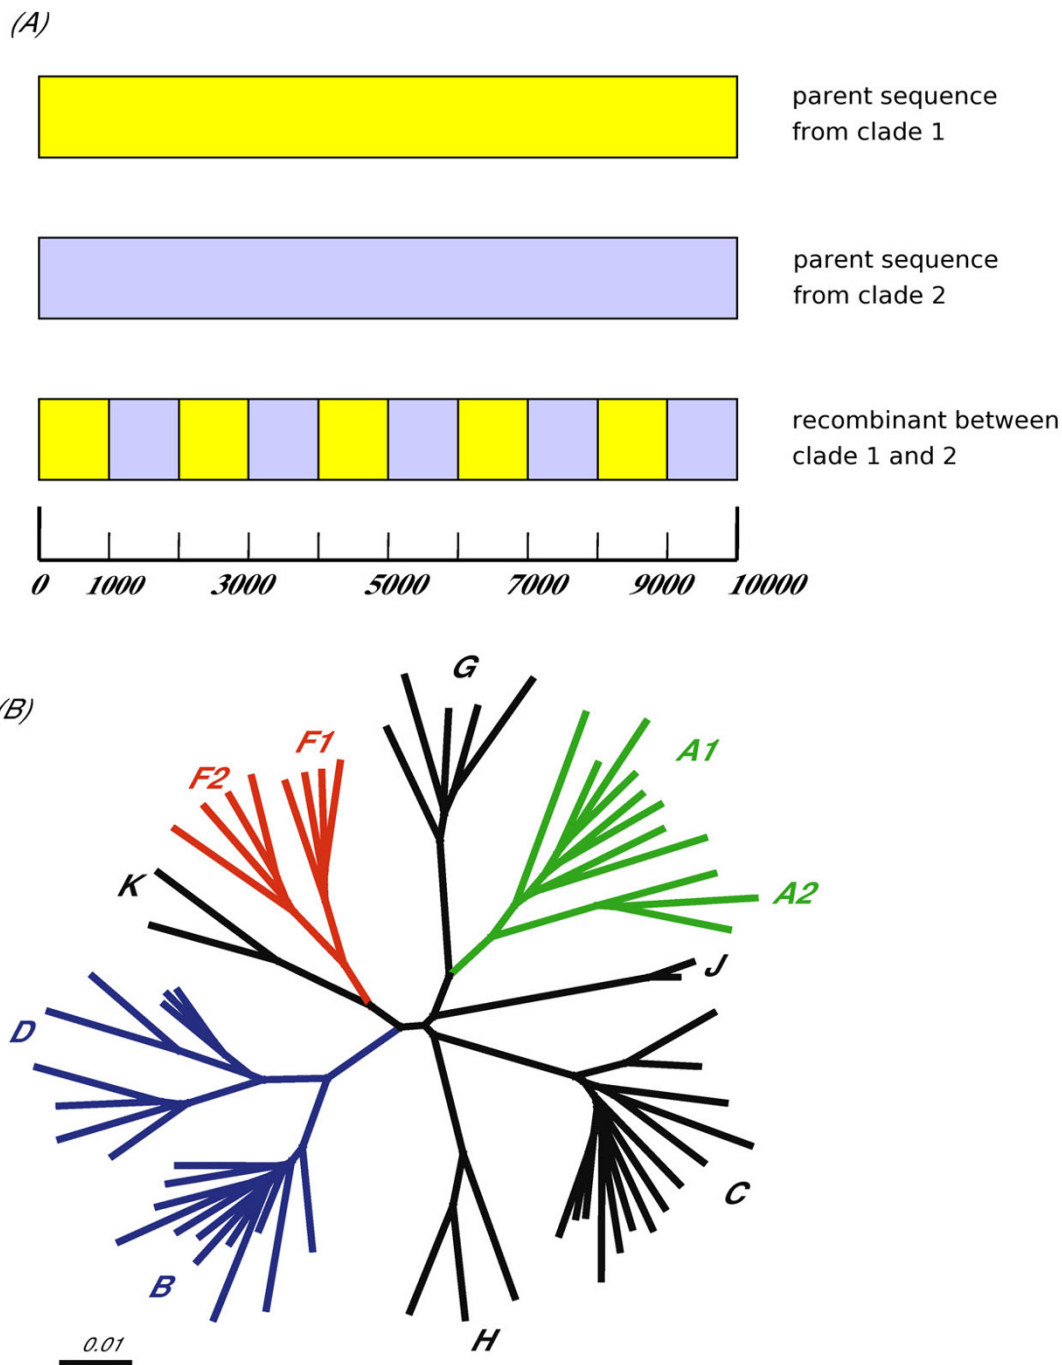 (A)
parent sequence
from clade 1
parent sequence
from clade 2
recombinant between
clade 1 and 2
0 1000 3000 5000 7000 9000 10000
(B)
G
F1
A1
F2
K
A2
J
D
C
B
H
0.01